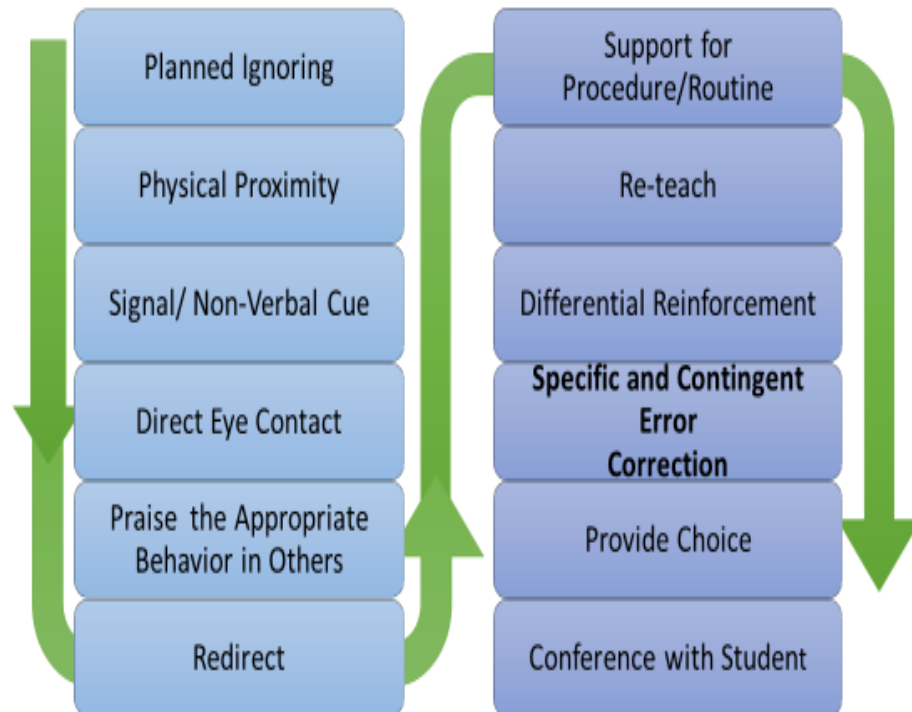 Planned Ignoring
Physical Proximity
Signal/ Non-Verbal Cue
Direct Eye Contact
Praise the Appropriate
Behavior in Others
Redirect
Support for
Procedure/Routine
Re-teach
Differential Reinforcement
Specific and Contingent
Error
Correction
Provide Choice
Conference with Student